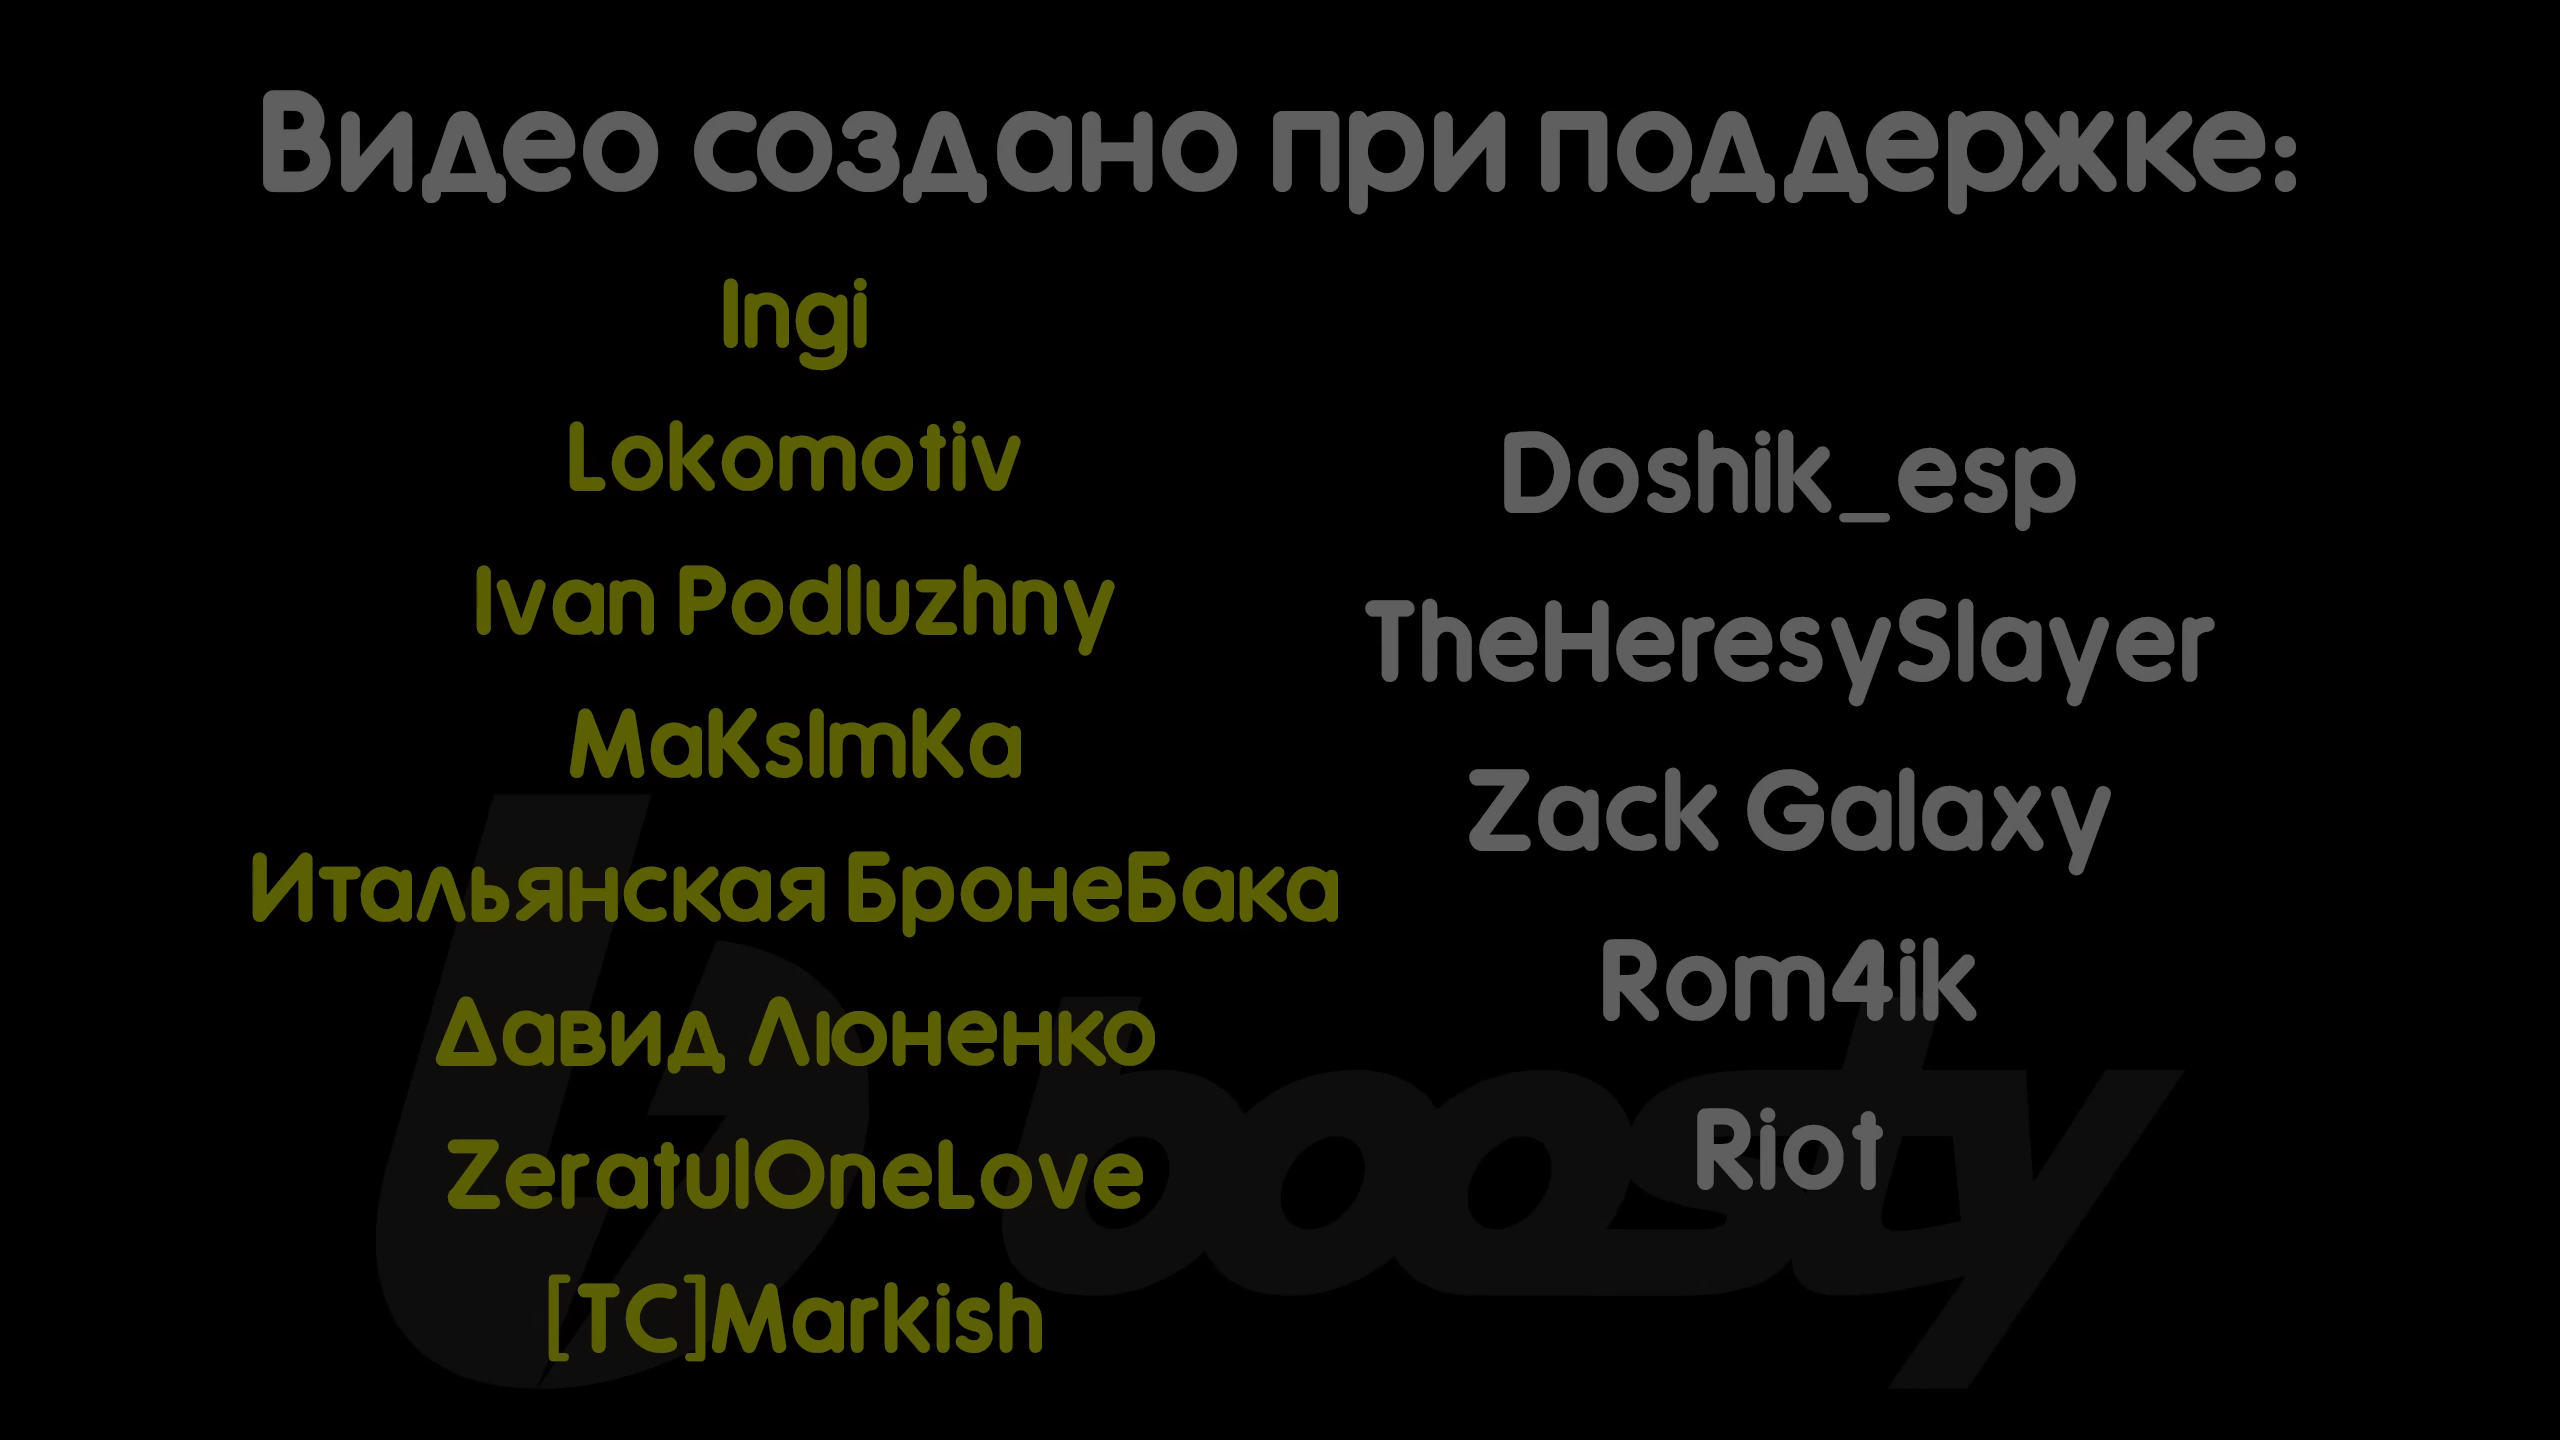 Видео создано при поддержке:
Ingi
Lokomotiv
Ivan Podluzhny
MaKsImKa
Итальянская БронеБака
Давид Люненко
ZeratulOneLove
[TC]Markish
Doshik_esp
TheHeresySlayer
Zack Galaxy
Rom4ik
Riot
boosty